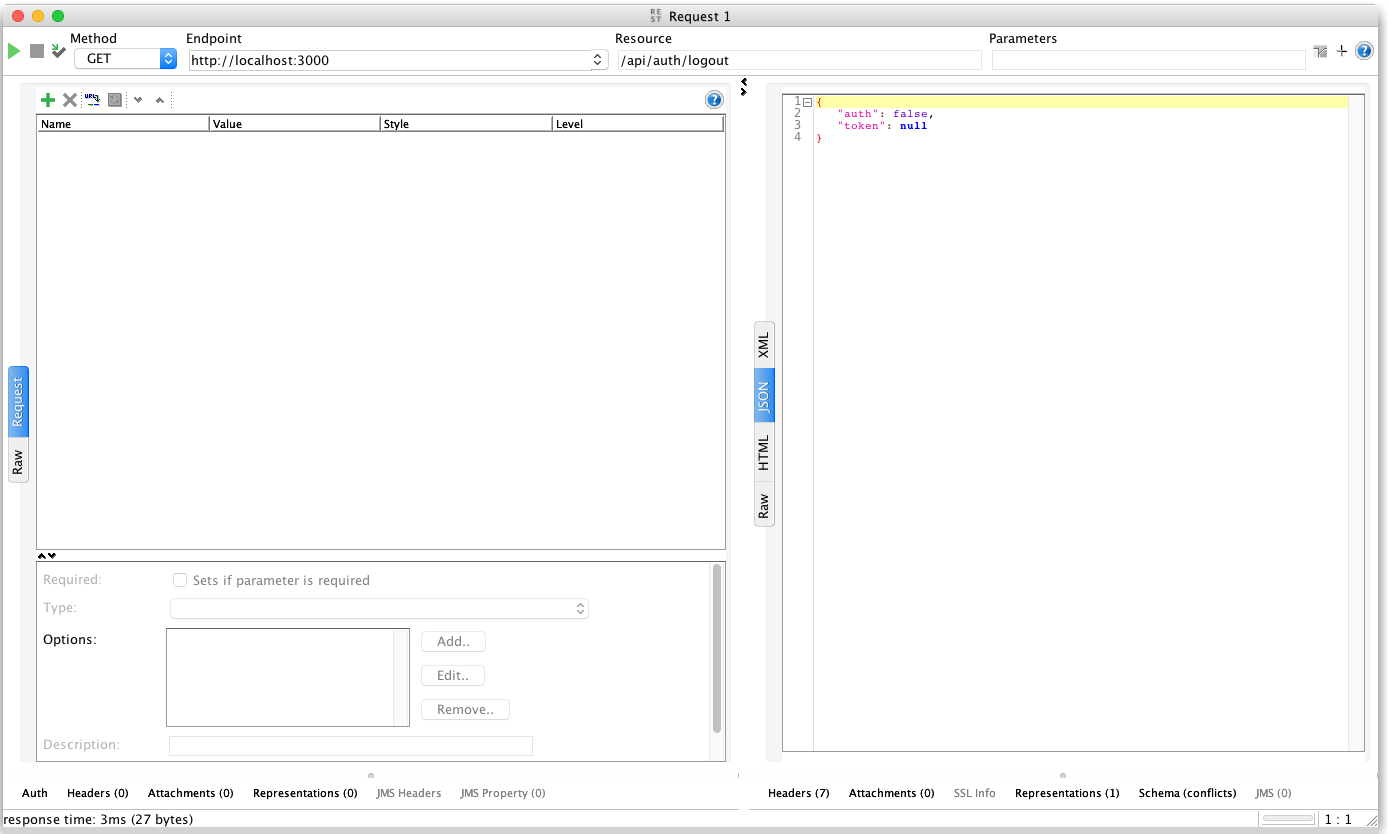 REST Request 1
Method Endpoint Resource Parameters
GET http://localhost:3000 /api/auth/logout
Name Value Style Level
Request
Raw
Required: Sets if parameter is required
Type:
Options:
Add..
Edit..
Remove..
Description:
Auth Headers (0) Attachments (0) Representations (0) JMS Headers JMS Property (0)
XML
JSON
HTML
Raw
1 {
2 "auth": false,
3 "token": null
4 }
Headers (7) Attachments (0) SSL Info Representations (1) Schema (conflicts) JMS (0)
response time: 3ms (27 bytes)
1 : 1